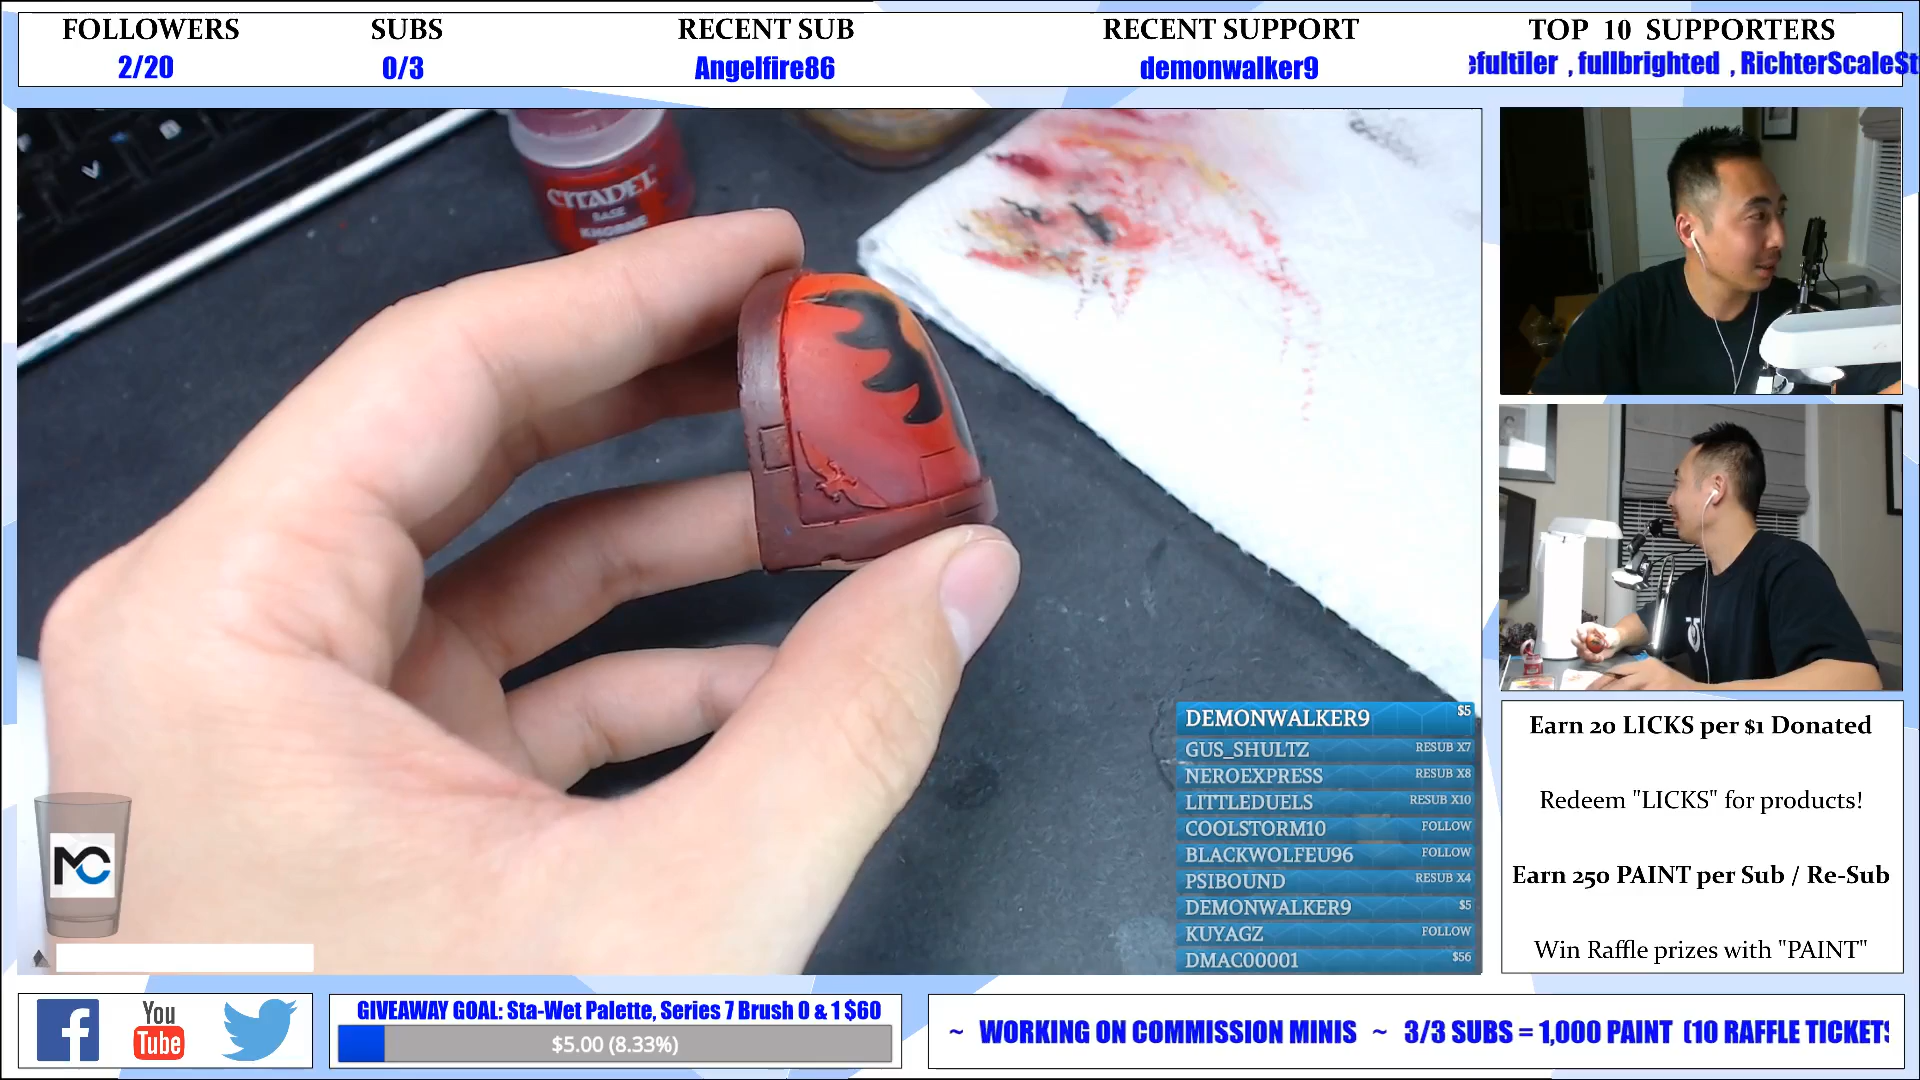 FOLLOWERS
2/20
SUBS
0/3
RECENT SUB
Angelfire86
RECENT SUPPORT
demonwalker9
TOP 10 SUPPORTERS
, fullbrighted , RichterScaleSt
V
CITADEL
BASE
KHORNE
DEMONWALKER9 $5
GUS_SHULTZ RESUB X7
NEROEXPRESS RESUB X8
LITTLEDUELS RESUB X10
COOLSTORM10 FOLLOW
BLACKWOLFEU96 FOLLOW
PSIBOUND RESUB X4
DEMONWALKER9 $5
KUYAGZ FOLLOW
DMAC00001 $56
MC
Earn 20 LICKS per $1 Donated
Redeem "LICKS" for products!
Earn 250 PAINT per Sub / Re-Sub
Win Raffle prizes with "PAINT"
f
You
Tube
GIVEAWAY GOAL: Sta-Wet Palette, Series 7 Brush 0 & 1 $60
$5.00 (8.33%)
~ WORKING ON COMMISSION MINIS ~ 3/3 SUBS = 1,000 PAINT (10 RAFFLE TICKETS